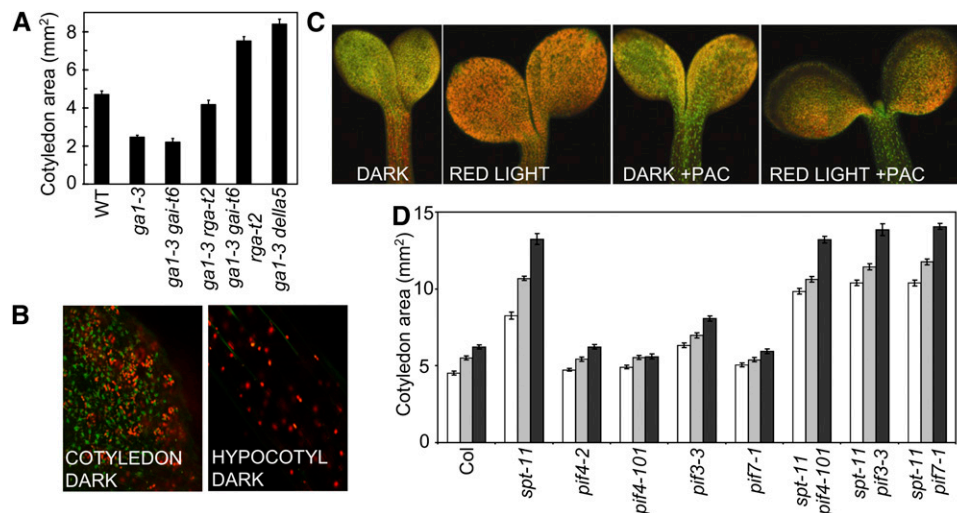 A
Cotyledon area (mm²)
8
6
4
2
0
WT
ga1-3
ga1-3 gai-t6
ga1-3 rga-t2
ga1-3 gai-t6
rga-t2
ga1-3 della5
B
COTYLEDON
DARK
HYPOCOTYL
DARK
C
DARK
RED LIGHT
DARK +PAC
RED LIGHT +PAC
D
Cotyledon area (mm²)
15
10
5
0
Col
spt-11
pif4-2
pif4-101
pif3-3
pif7-1
spt-11
pif4-101
spt-11
pif3-3
spt-11
pif7-1